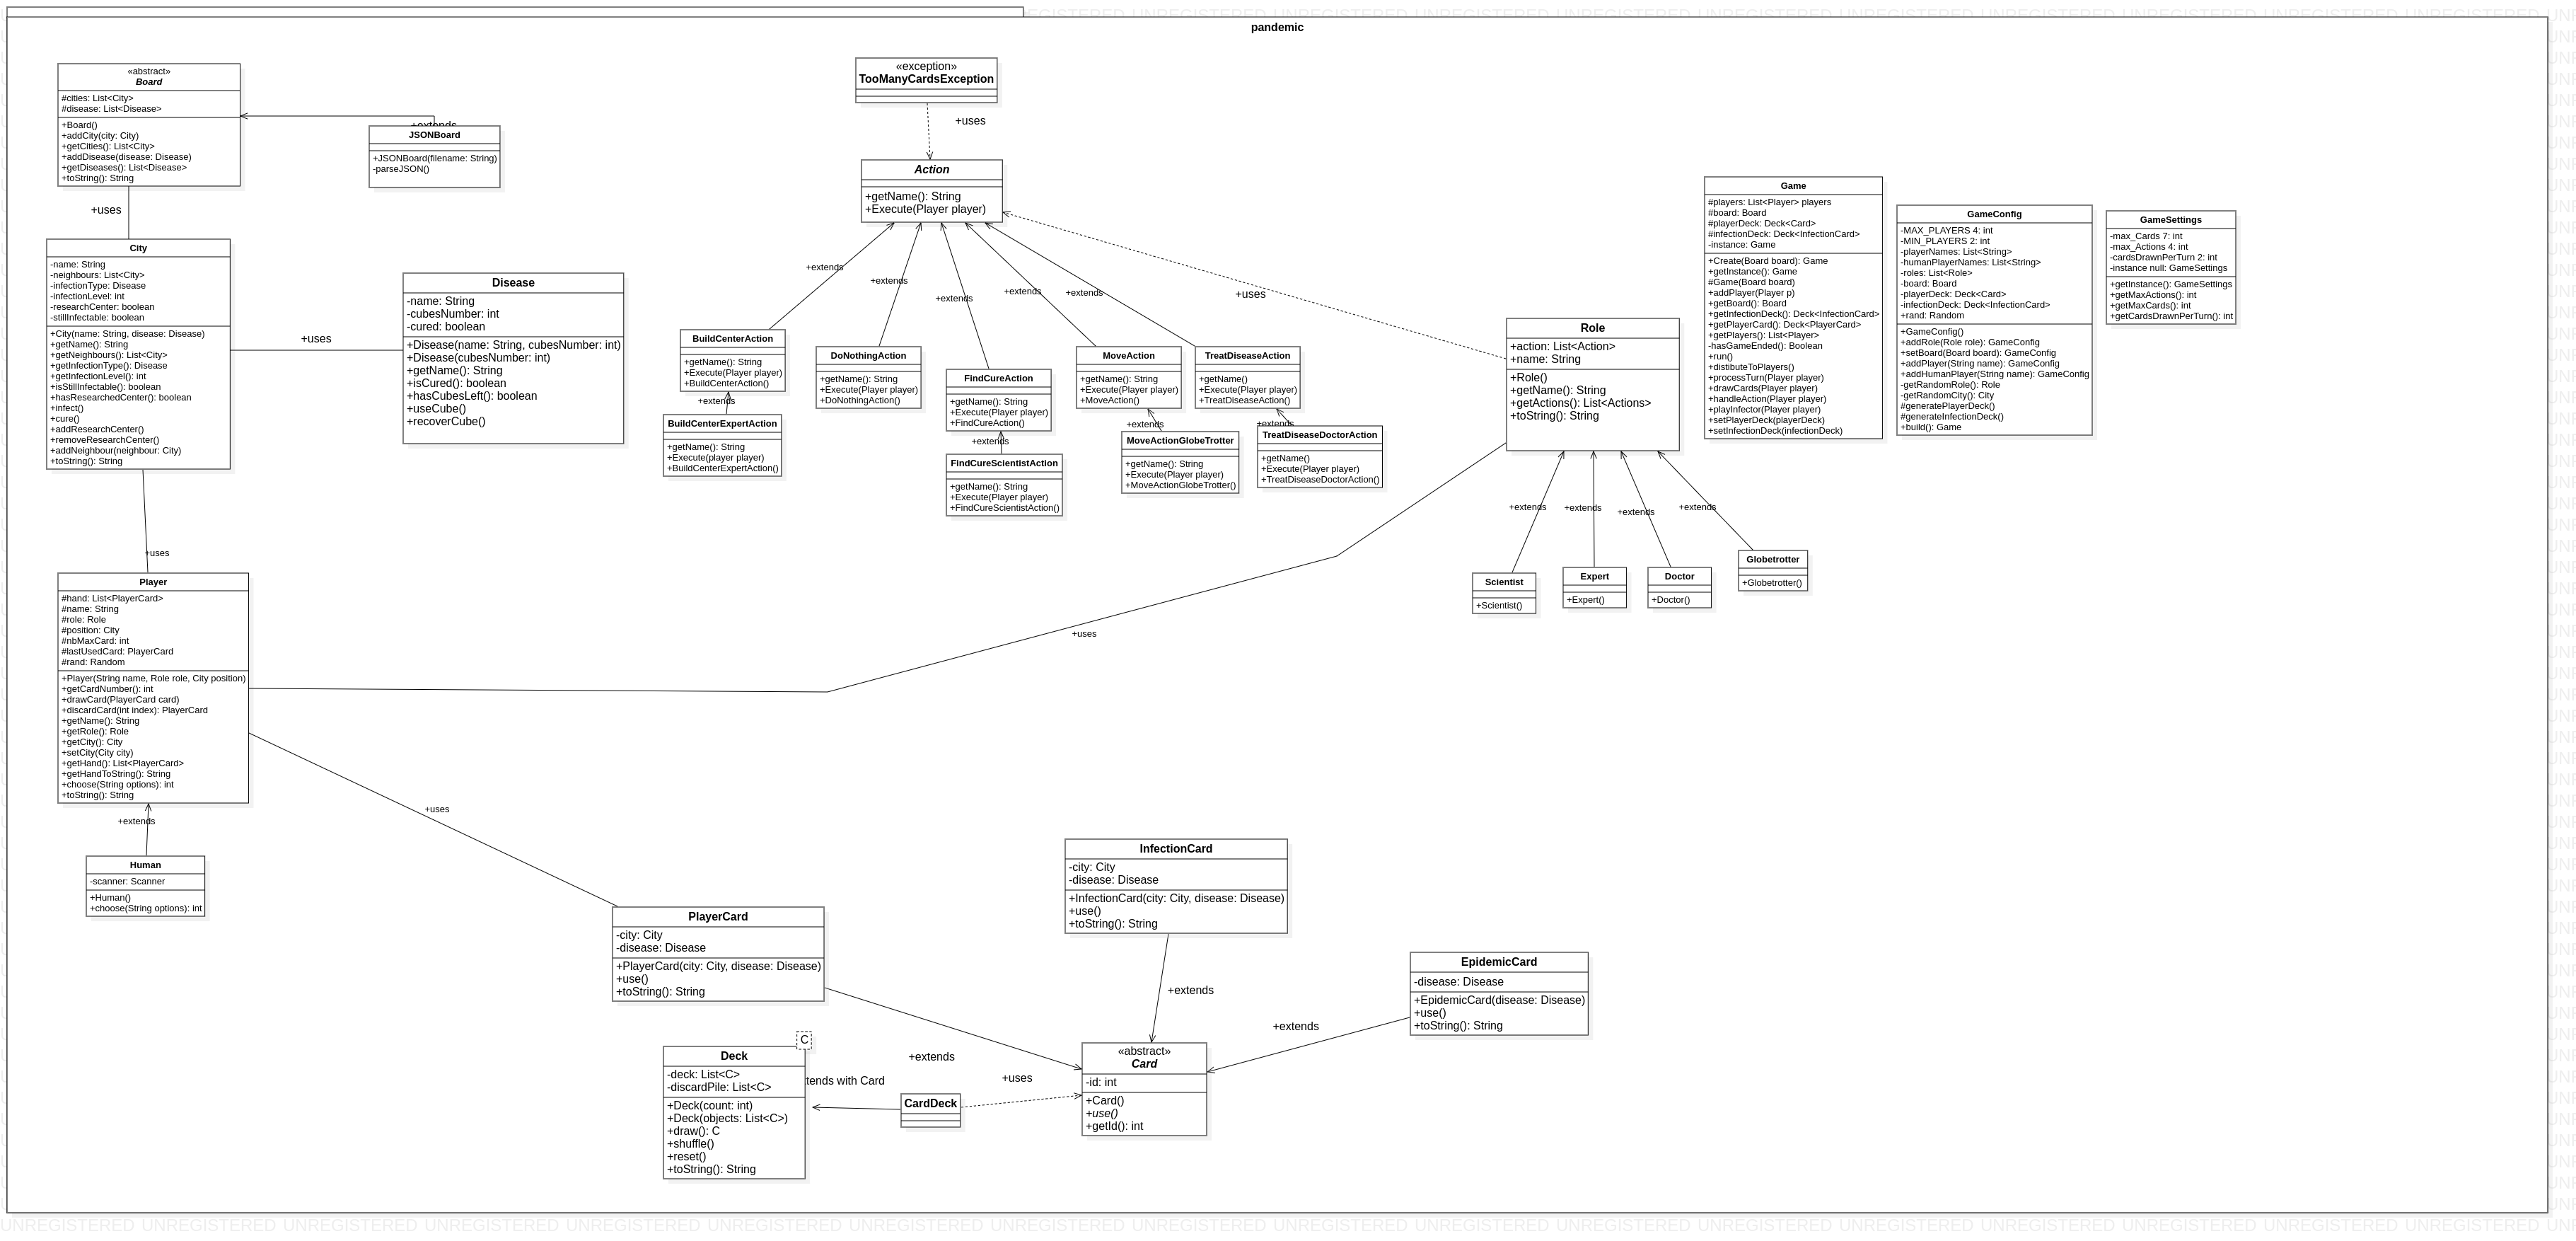 pandemic
«abstract»
Board
#cities: List<City>
#disease: List<Disease>
+Board()
+addCity(city: City)
+getCities(): List<City>
+addDisease(disease: Disease)
+getDiseases(): List<Disease>
+toString(): String
+extends
JSONBoard
+JSONBoard(filename: String)
-parseJSON()
+uses
City
-name: String
-neighbours: List<City>
-infectionType: Disease
-infectionLevel: int
-researchCenter: boolean
-stillInfectable: boolean
+City(name: String, disease: Disease)
+getName(): String
+getNeighbours(): List<City>
+getInfectionType(): Disease
+getInfectionLevel(): int
+isStillInfectable(): boolean
+hasResearchedCenter(): boolean
+infect()
+cure()
+addResearchCenter()
+removeResearchCenter()
+addNeighbour(neighbour: City)
+toString(): String
+uses
Disease
-name: String
-cubesNumber: int
-cured: boolean
+Disease(name: String, cubesNumber: int)
+Disease(cubesNumber: int)
+getName(): String
+isCured(): boolean
+hasCubesLeft(): boolean
+useCube()
+recoverCube()
«exception»
TooManyCardsException
+uses
Action
+getName(): String
+Execute(Player player)
+extends
+extends
+extends
+extends
+extends
+uses
BuildCenterAction
+getName(): String
+Execute(Player player)
+BuildCenterAction()
+extends
BuildCenterExpertAction
+getName(): String
+Execute(player player)
+BuildCenterExpertAction()
DoNothingAction
+getName(): String
+Execute(Player player)
+DoNothingAction()
FindCureAction
+getName(): String
+Execute(Player player)
+FindCureAction()
+extends
FindCureScientistAction
+getName(): String
+Execute(Player player)
+FindCureScientistAction()
MoveAction
+getName(): String
+Execute(Player player)
+MoveAction()
+extends
MoveActionGlobeTrotter
+getName(): String
+Execute(Player player)
+MoveActionGlobeTrotter()
TreatDiseaseAction
+getName()
+Execute(Player player)
+TreatDiseaseAction()
+extends
TreatDiseaseDoctorAction
+getName()
+Execute(Player player)
+TreatDiseaseDoctorAction()
Role
+action: List<Action>
+name: String
+Role()
+getName(): String
+getActions(): List<Actions>
+toString(): String
+extends
+extends
+extends
+extends
Scientist
+Scientist()
Expert
+Expert()
Doctor
+Doctor()
Globetrotter
+Globetrotter()
Game
#players: List<Player> players
#board: Board
#playerDeck: Deck<Card>
#infectionDeck: Deck<InfectionCard>
-instance: Game
+Create(Board board): Game
+getInstance(): Game
#Game(Board board)
+addPlayer(Player p)
+getBoard(): Board
+getInfectionDeck(): Deck<InfectionCard>
+getPlayerCard(): Deck<PlayerCard>
+getPlayers(): List<Player>
-hasGameEnded(): Boolean
+run()
+distibuteToPlayers()
+processTurn(Player player)
+drawCards(Player player)
+handleAction(Player player)
+playInfector(Player player)
+setPlayerDeck(playerDeck)
+setInfectionDeck(infectionDeck)
GameConfig
-MAX_PLAYERS 4: int
-MIN_PLAYERS 2: int
-playerNames: List<String>
-humanPlayerNames: List<String>
-roles: List<Role>
-board: Board
-playerDeck: Deck<Card>
-infectionDeck: Deck<InfectionCard>
+rand: Random
+GameConfig()
+addRole(Role role): GameConfig
+setBoard(Board board): GameConfig
+addPlayer(String name): GameConfig
+addHumanPlayer(String name): GameConfig
-getRandomRole(): Role
-getRandomCity(): City
#generatePlayerDeck()
#generateInfectionDeck()
+build(): Game
GameSettings
-max_Cards 7: int
-max_Actions 4: int
-cardsDrawnPerTurn 2: int
-instance null: GameSettings
+getInstance(): GameSettings
+getMaxActions(): int
+getMaxCards(): int
+getCardsDrawnPerTurn(): int
+uses
Player
#hand: List<PlayerCard>
#name: String
#role: Role
#position: City
#nbMaxCard: int
#lastUsedCard: PlayerCard
#rand: Random
+Player(String name, Role role, City position)
+getCardNumber(): int
+drawCard(PlayerCard card)
+discardCard(int index): PlayerCard
+getName(): String
+getRole(): Role
+getCity(): City
+setCity(City city)
+getHand(): List<PlayerCard>
+getHandToString(): String
+choose(String options): int
+toString(): String
+uses
+uses
+extends
Human
-scanner: Scanner
+Human()
+choose(String options): int
PlayerCard
-city: City
-disease: Disease
+PlayerCard(city: City, disease: Disease)
+use()
+toString(): String
InfectionCard
-city: City
-disease: Disease
+InfectionCard(city: City, disease: Disease)
+use()
+toString(): String
+extends
EpidemicCard
-disease: Disease
+EpidemicCard(disease: Disease)
+use()
+toString(): String
+extends
+extends
«abstract»
Card
-id: int
+Card()
+use()
+getId(): int
C
Deck
-deck: List<C>
-discardPile: List<C>
+Deck(count: int)
+Deck(objects: List<C>)
+draw(): C
+shuffle()
+reset()
+toString(): String
tends with Card
+uses
CardDeck
UNREGISTERED UNREGISTERED UNREGISTERED UNREGISTERED UNREGISTERED UNREGISTERED UNREGISTERED UNREGISTERED UNREGISTERED UNREGISTERED UNREGISTERED UNREGISTERED UNREGISTERED UNREGISTERED UNREGISTERED UNREGISTERED UNREGISTERED UNREGISTERED